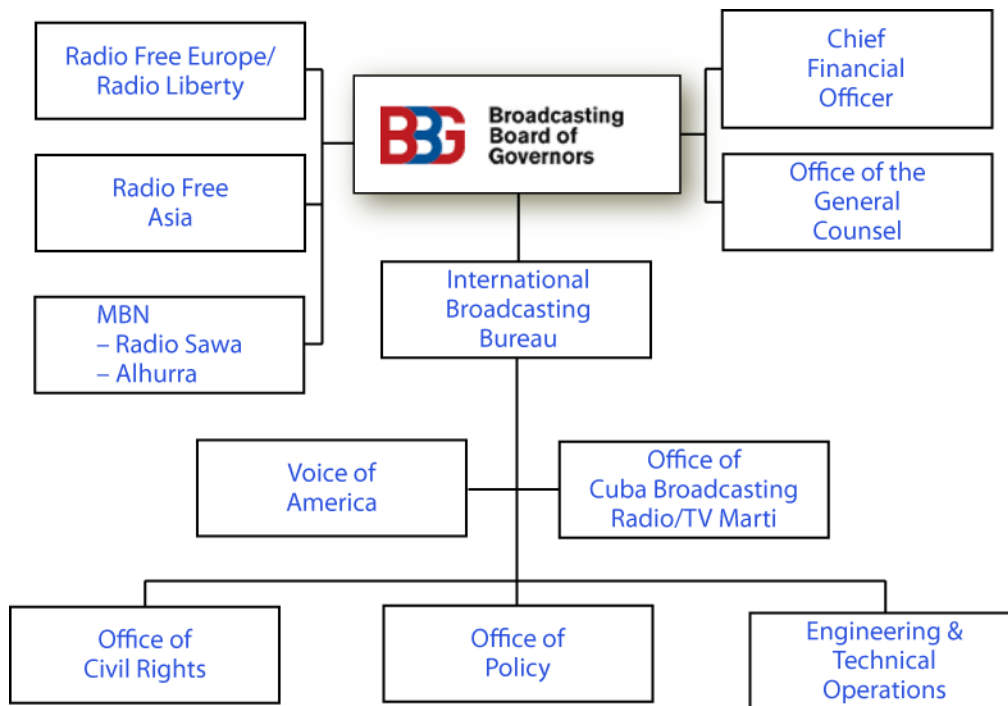 Radio Free Europe/
Radio Liberty
BBG
Broadcasting
Board of
Governors
Chief
Financial
Officer
Radio Free
Asia
Office of the
General
Counsel
MBN
– Radio Sawa
– Alhurra
International
Broadcasting
Bureau
Voice of
America
Office of
Cuba Broadcasting
Radio/TV Marti
Office of
Civil Rights
Office of
Policy
Engineering &
Technical
Operations